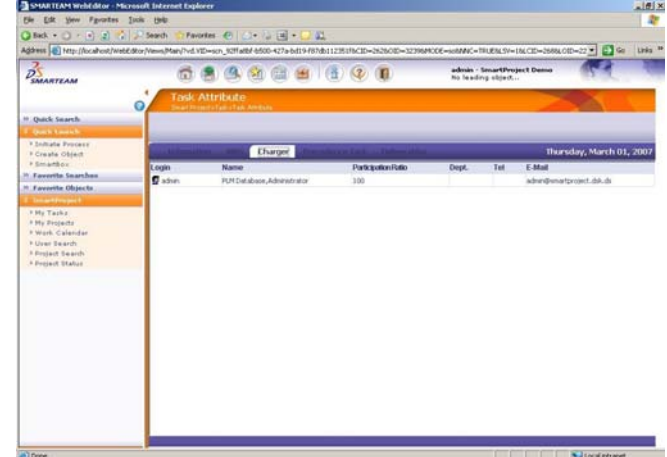 SMARTEAM WebEditor - Microsoft Internet Explorer
File Edit View Favorites Tools Help
Back Search Favorites
Address Go Links
SMARTEAM
admin - SmartProject Demo
No leading object...
Task Attribute
Quick Search
Quick Launch
Initiate Process
Create Object
SmartBox
Favorite Searches
Favorite Objects
SmartProject
My Tasks
My Projects
Work Calendar
User Search
Project Search
Project Status
Charger
Thursday, March 01, 2007
Login Name Participation Ratio Dept. Tel E-Mail
admin PLM Database, Administrator 100 admin@smartproject.dsk.ds
Done Local intranet